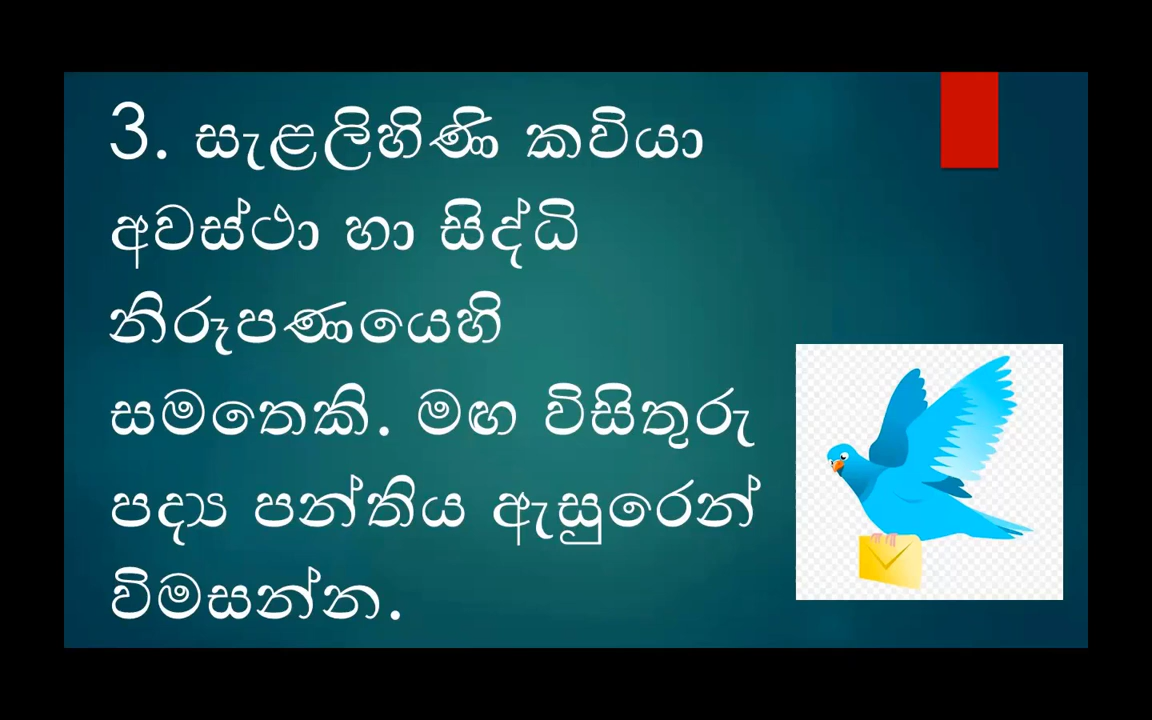 3. සැළලිහිණි කවියා
අවස්ථා හා සිද්ධි
නිරූපණයෙහි
සමතෙකි. මඟ විසිතුරු
පද්‍ය පන්තිය ඇසුරෙන්
විමසන්න.